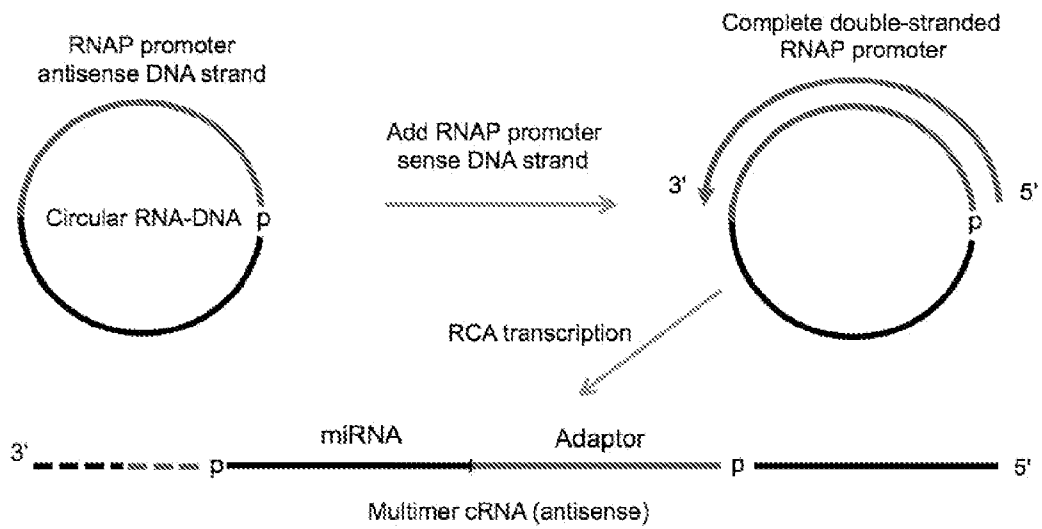 RNAP promoter
antisense DNA strand
Complete double-stranded
RNAP promoter
Add RNAP promoter
sense DNA strand
3'
5'
Circular RNA-DNA
p
p
RCA transcription
miRNA
Adaptor
3'
p
p
5'
Multimer cRNA (antisense)